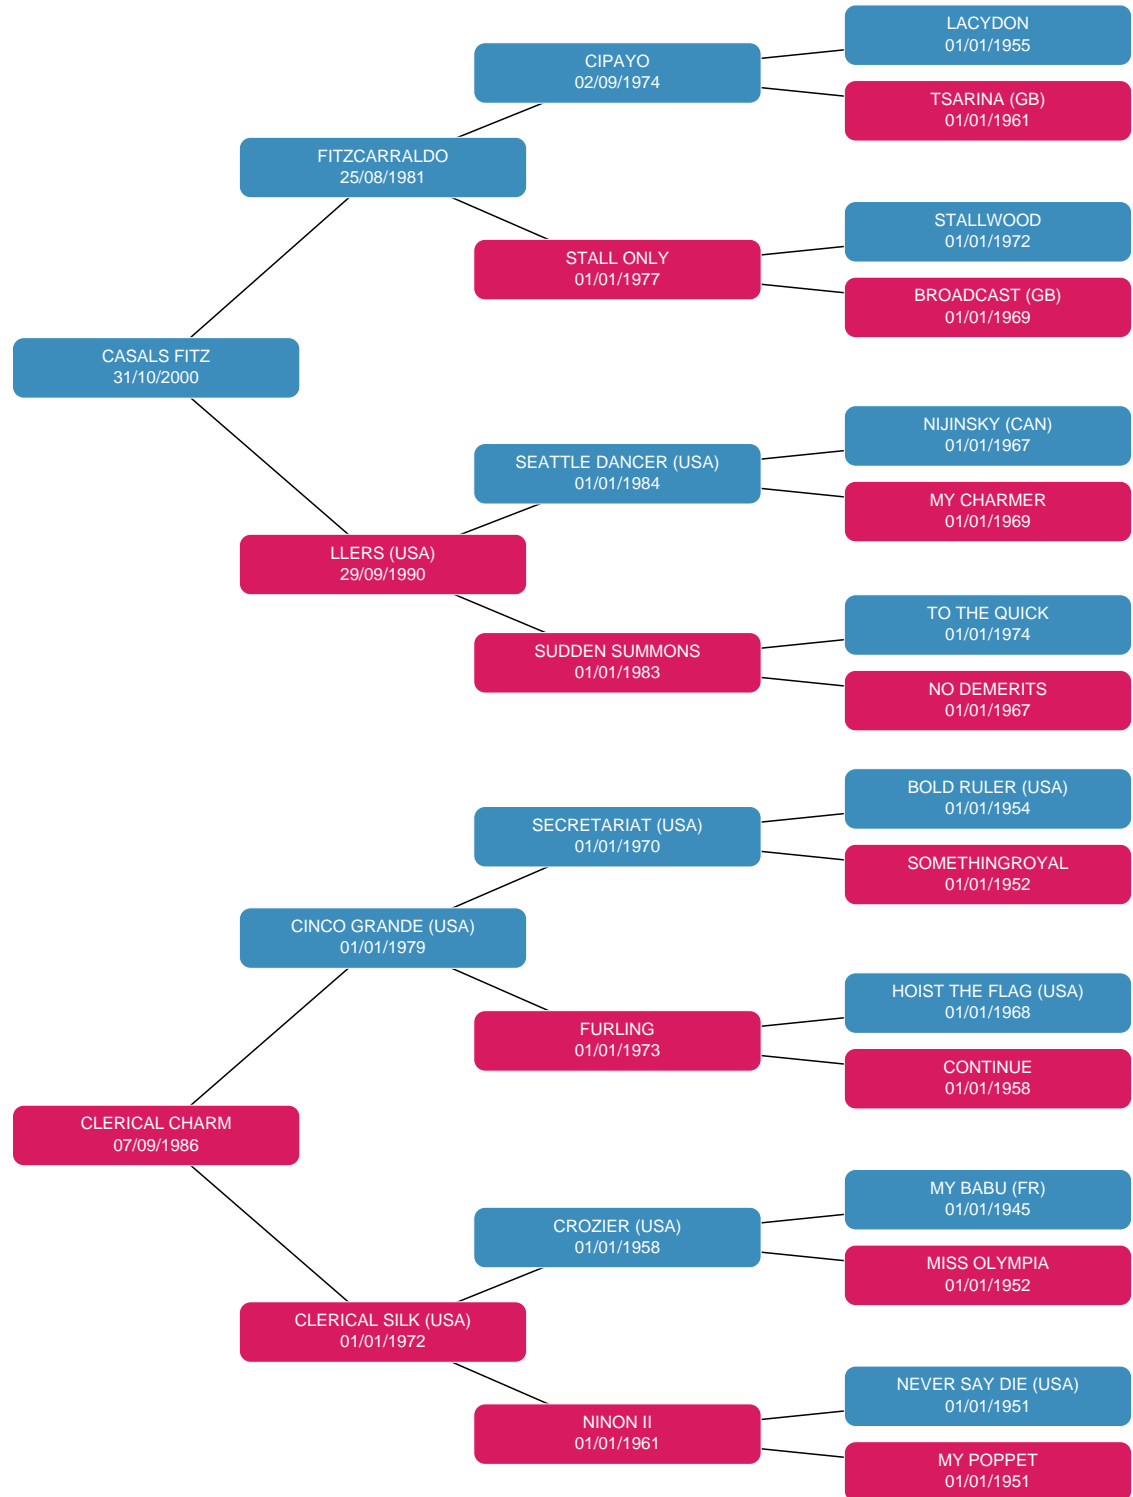 LACYDON
01/01/1955
CIPAYO
02/09/1974
TSARINA (GB)
01/01/1961
FITZCARRALDO
25/08/1981
STALLWOOD
01/01/1972
STALL ONLY
01/01/1977
BROADCAST (GB)
01/01/1969
CASALS FITZ
31/10/2000
NIJINSKY (CAN)
01/01/1967
SEATTLE DANCER (USA)
01/01/1984
MY CHARMER
01/01/1969
LLERS (USA)
29/09/1990
TO THE QUICK
01/01/1974
SUDDEN SUMMONS
01/01/1983
NO DEMERITS
01/01/1967
BOLD RULER (USA)
01/01/1954
SECRETARIAT (USA)
01/01/1970
SOMETHINGROYAL
01/01/1952
CINCO GRANDE (USA)
01/01/1979
HOIST THE FLAG (USA)
01/01/1968
FURLING
01/01/1973
CONTINUE
01/01/1958
CLERICAL CHARM
07/09/1986
MY BABU (FR)
01/01/1945
CROZIER (USA)
01/01/1958
MISS OLYMPIA
01/01/1952
CLERICAL SILK (USA)
01/01/1972
NEVER SAY DIE (USA)
01/01/1951
NINON II
01/01/1961
MY POPPET
01/01/1951